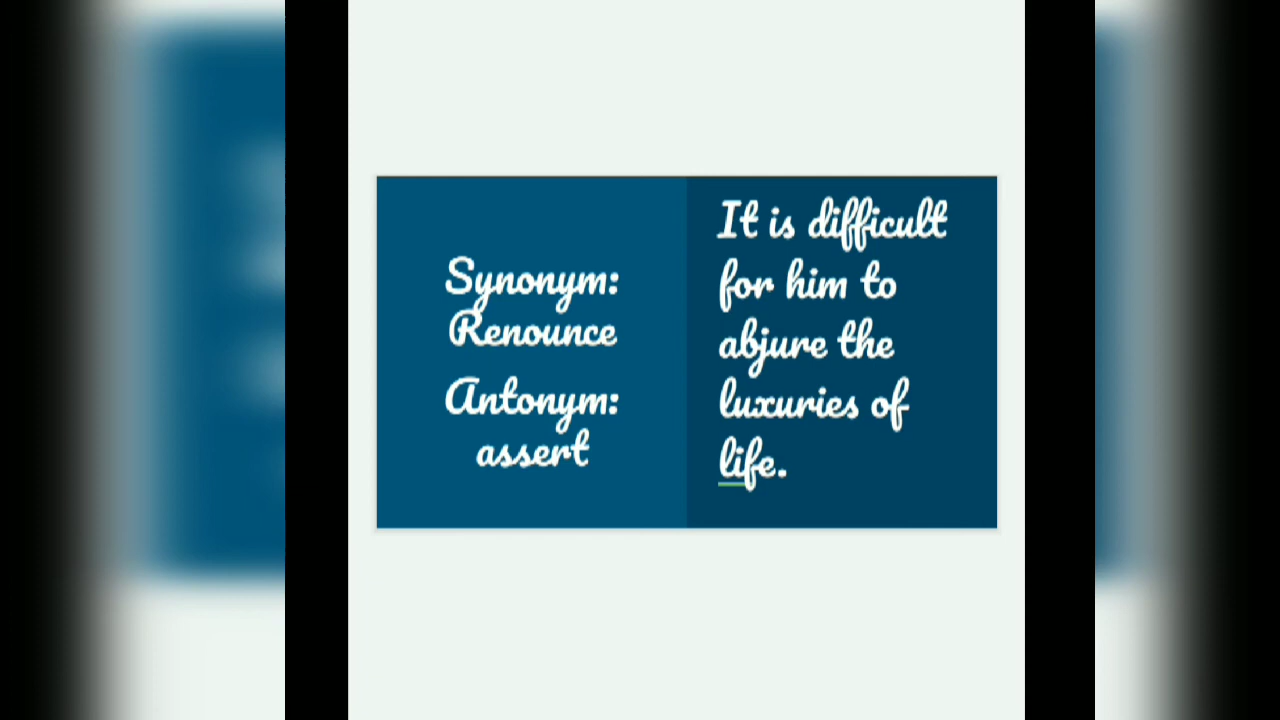 Synonym:
Renounce
Antonym:
assert
It is difficult
for him to
abjure the
luxuries of
life.